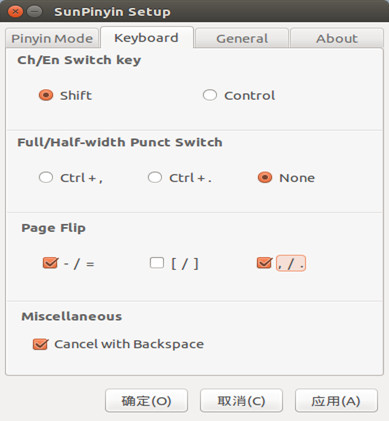 SunPinyin Setup
Pinyin Mode Keyboard General About
Ch/En Switch key
Shift Control
Full/Half-width Punct Switch
Ctrl + , Ctrl + . None
Page Flip
- / = [ / ] , / .
Miscellaneous
Cancel with Backspace
确定(O) 取消(C) 应用(A)